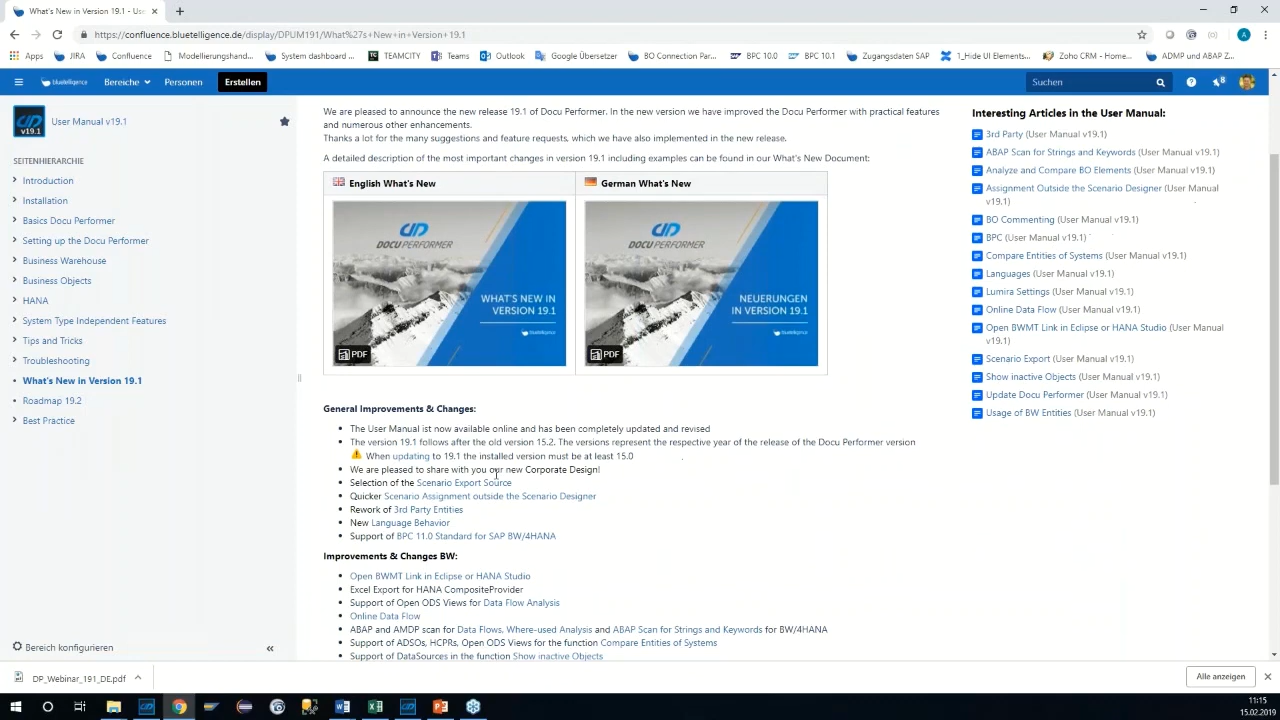 What's New in Version 19.1 - Us
https://confluence.bluetelligence.de/display/DPUM191/What%27s+New+in+Version+19.1
Apps
JIRA
Confluence
Modellierungshand...
System dashboard ...
TEAMCITY
Teams
Outlook
Google Übersetzer
BO Connection Par...
BPC 10.0
BPC 10.1
Zugangsdaten SAP
1_Hide UI Elements...
Zoho CRM - Home...
ADMP und ABAP Z...
bluetelligence
Bereiche
Personen
Erstellen
Suchen
8
v19.1
User Manual v19.1
SEITENHIERARCHIE
Introduction
Installation
Basics Docu Performer
Setting up the Docu Performer
Business Warehouse
Business Objects
HANA
System Type Independent Features
Tips and Tricks
Troubleshooting
What's New in Version 19.1
Roadmap 19.2
Best Practice
Bereich konfigurieren
We are pleased to announce the new release 19.1 of Docu Performer. In the new version we have improved the Docu Performer with practical features
and numerous other enhancements.
Thanks a lot for the many suggestions and feature requests, which we have also implemented in the new release.
A detailed description of the most important changes in version 19.1 including examples can be found in our What's New Document:
English What's New
German What's New
DOCU PERFORMER
WHAT'S NEW IN
VERSION 19.1
bluetelligence
PDF
DOCU PERFORMER
NEUERUNGEN
IN VERSION 19.1
bluetelligence
PDF
General Improvements & Changes:
The User Manual ist now available online and has been completely updated and revised
The version 19.1 follows after the old version 15.2. The versions represent the respective year of the release of the Docu Performer version
When updating to 19.1 the installed version must be at least 15.0
We are pleased to share with you our new Corporate Design!
Selection of the Scenario Export Source
Quicker Scenario Assignment outside the Scenario Designer
Rework of 3rd Party Entities
New Language Behavior
Support of BPC 11.0 Standard for SAP BW/4HANA
Improvements & Changes BW:
Open BWMT Link in Eclipse or HANA Studio
Excel Export for HANA CompositeProvider
Support of Open ODS Views for Data Flow Analysis
Online Data Flow
ABAP and AMDP scan for Data Flows, Where-used Analysis and ABAP Scan for Strings and Keywords for BW/4HANA
Support of ADSOs, HCPRs, Open ODS Views for the function Compare Entities of Systems
Support of DataSources in the function Show inactive Objects
Interesting Articles in the User Manual:
3rd Party (User Manual v19.1)
ABAP Scan for Strings and Keywords (User Manual v19.1)
Analyze and Compare BO Elements (User Manual v19.1)
Assignment Outside the Scenario Designer (User Manual
v19.1)
BO Commenting (User Manual v19.1)
BPC (User Manual v19.1)
Compare Entities of Systems (User Manual v19.1)
Languages (User Manual v19.1)
Lumira Settings (User Manual v19.1)
Online Data Flow (User Manual v19.1)
Open BWMT Link in Eclipse or HANA Studio (User Manual
v19.1)
Scenario Export (User Manual v19.1)
Show inactive Objects (User Manual v19.1)
Update Docu Performer (User Manual v19.1)
Usage of BW Entities (User Manual v19.1)
DP_Webinar_191_DE.pdf
Alle anzeigen
11:15
15.02.2019